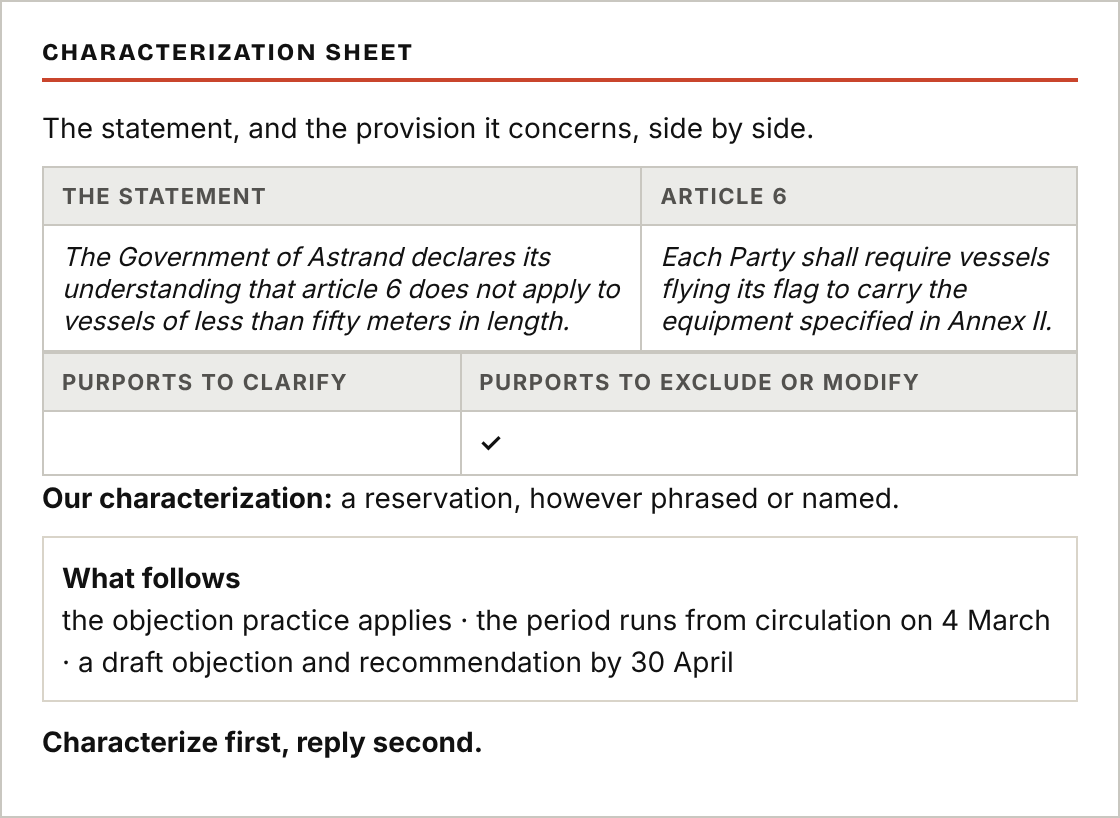 CHARACTERIZATION SHEET
The statement, and the provision it concerns, side by side.
THE STATEMENT
ARTICLE 6
The Government of Astrand declares its
understanding that article 6 does not apply to
vessels of less than fifty meters in length.
Each Party shall require vessels
flying its flag to carry the
equipment specified in Annex II.
PURPORTS TO CLARIFY
PURPORTS TO EXCLUDE OR MODIFY
✓
Our characterization: a reservation, however phrased or named.
What follows
the objection practice applies · the period runs from circulation on 4 March
· a draft objection and recommendation by 30 April
Characterize first, reply second.